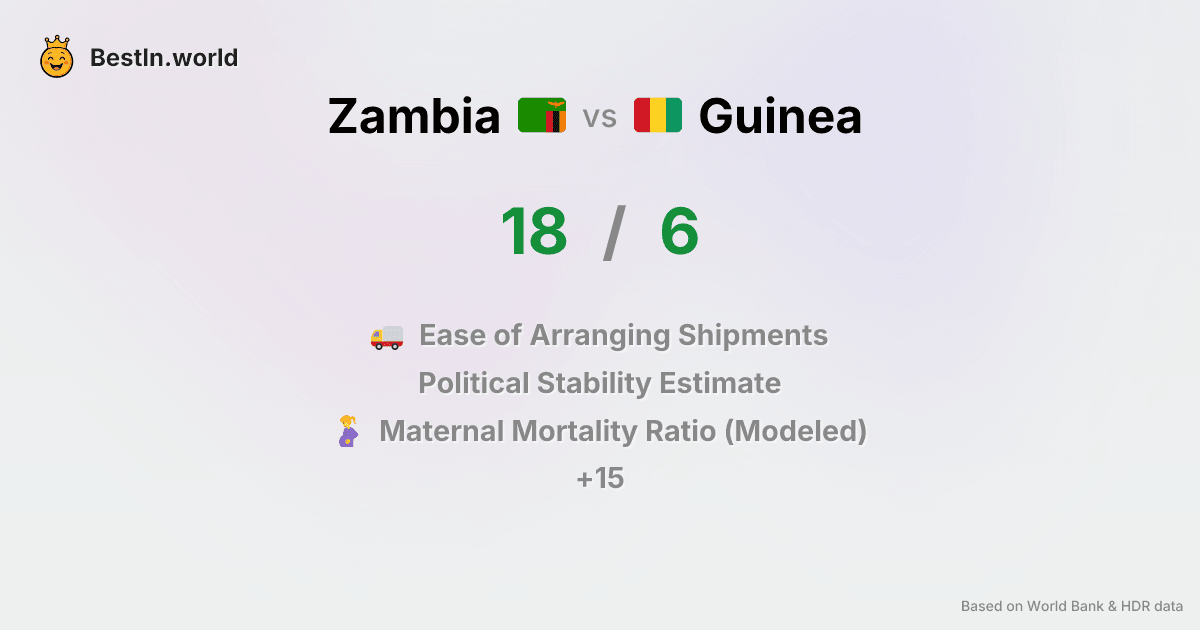 BestIn.world
Zambia vs Guinea
18 / 6
Ease of Arranging Shipments
Political Stability Estimate
Maternal Mortality Ratio (Modeled)
+15
Based on World Bank & HDR data